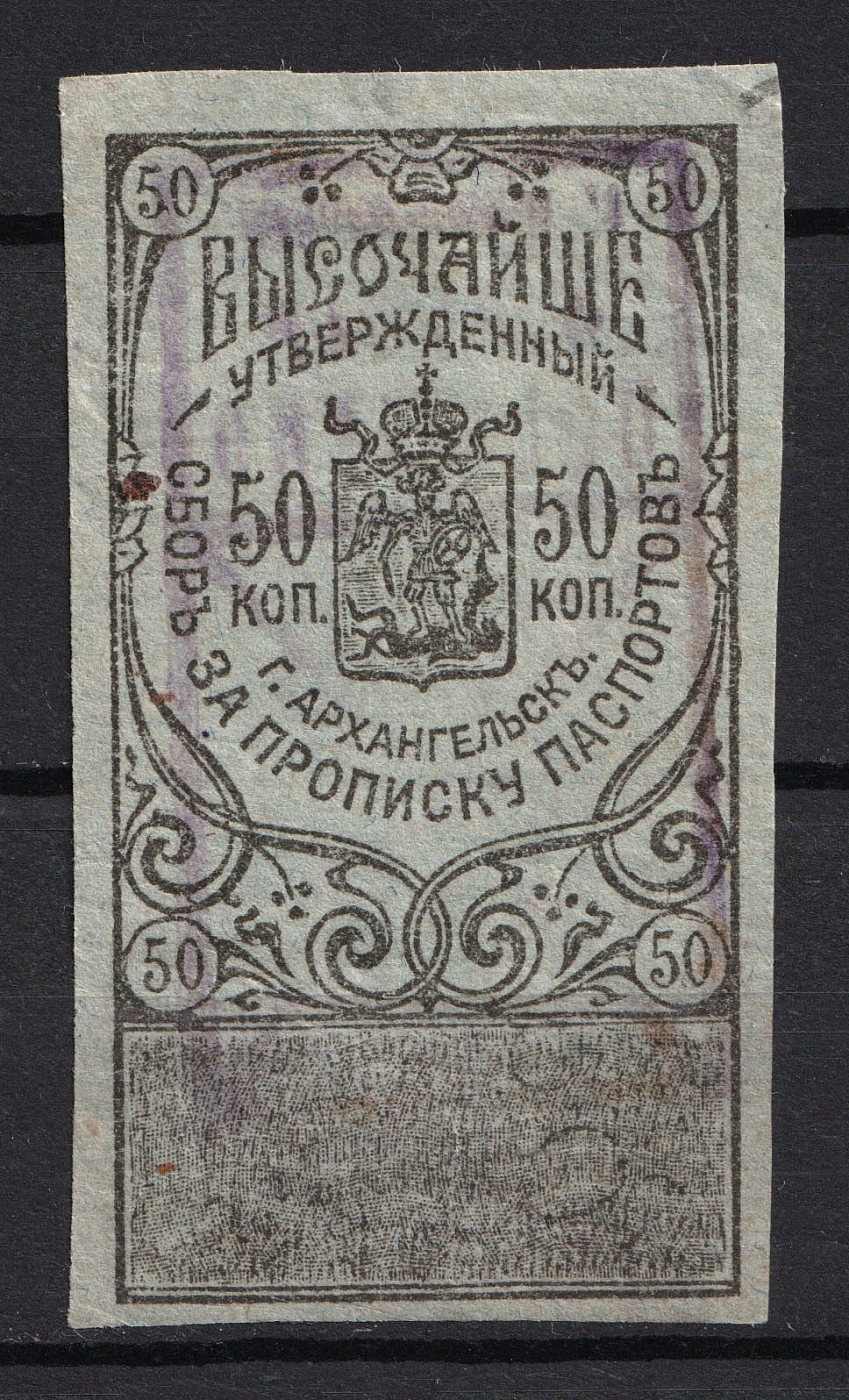 50 50
ВЫСОЧАЙШЕ
УТВЕРЖДЕННЫЙ
СБОРЪ ЗА ПРОПИСКУ ПАСПОРТОВЪ
50 50
КОП. КОП.
Г. АРХАНГЕЛЬСКЪ.
50 50